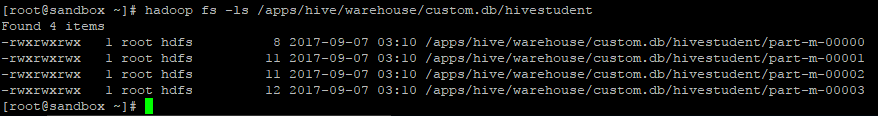 [root@sandbox ~]# hadoop fs -ls /apps/hive/warehouse/custom.db/hivestudent
Found 4 items
-rwxrwxrwx   1 root hdfs          8 2017-09-07 03:10 /apps/hive/warehouse/custom.db/hivestudent/part-m-00000
-rwxrwxrwx   1 root hdfs         11 2017-09-07 03:10 /apps/hive/warehouse/custom.db/hivestudent/part-m-00001
-rwxrwxrwx   1 root hdfs         11 2017-09-07 03:10 /apps/hive/warehouse/custom.db/hivestudent/part-m-00002
-rwxrwxrwx   1 root hdfs         12 2017-09-07 03:10 /apps/hive/warehouse/custom.db/hivestudent/part-m-00003
[root@sandbox ~]#